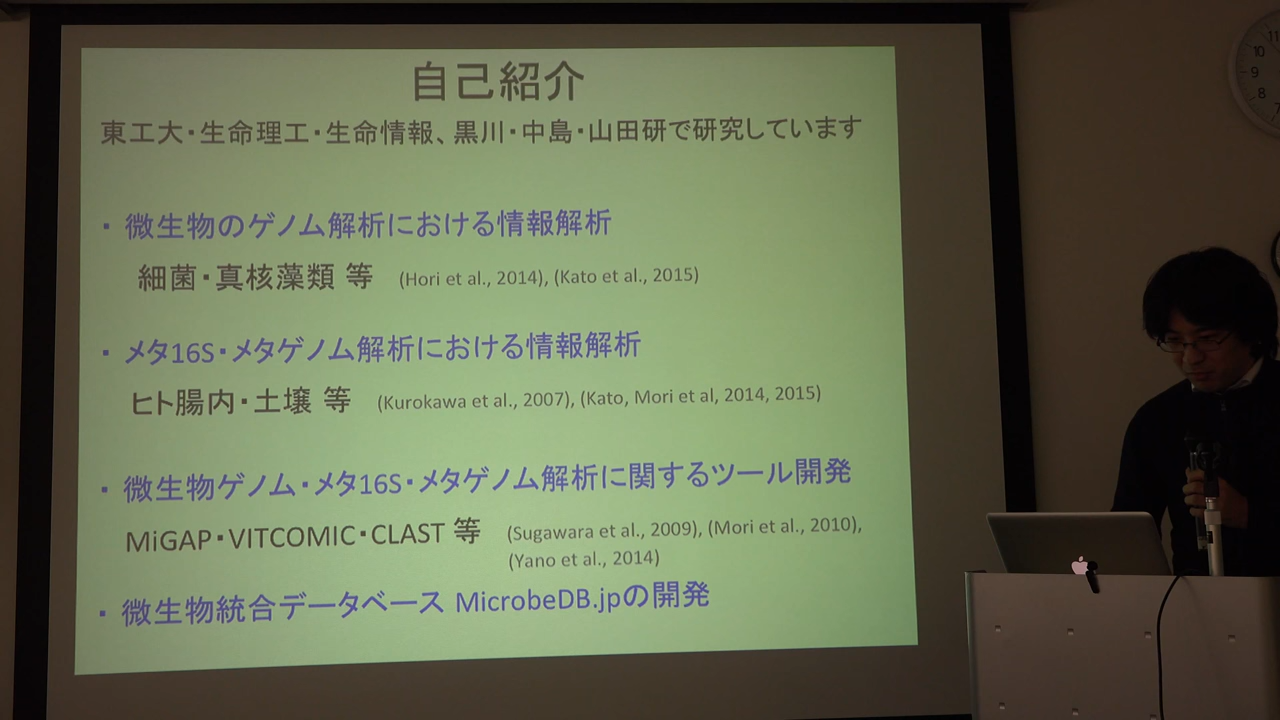 自己紹介
東工大・生命理工・生命情報、黒川・中島・山田研で研究しています
・ 微生物のゲノム解析における情報解析
細菌・真核藻類 等 (Hori et al., 2014), (Kato et al., 2015)
・ メタ16S・メタゲノム解析における情報解析
ヒト腸内・土壌 等 (Kurokawa et al., 2007), (Kato, Mori et al, 2014, 2015)
・ 微生物ゲノム・メタ16S・メタゲノム解析に関するツール開発
MiGAP・VITCOMIC・CLAST 等 (Sugawara et al., 2009), (Mori et al., 2010),
(Yano et al., 2014)
・ 微生物統合データベース MicrobeDB.jpの開発
11
10
9
8